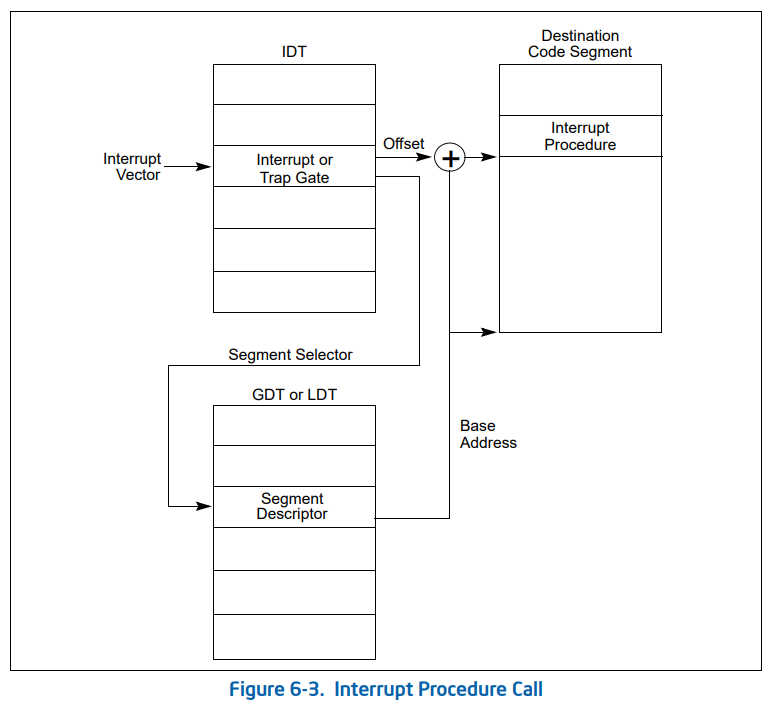 IDT
Destination
Code Segment
Interrupt
Vector
Interrupt or
Trap Gate
Offset
+
Interrupt
Procedure
Segment Selector
GDT or LDT
Base
Address
Segment
Descriptor
Figure 6-3. Interrupt Procedure Call